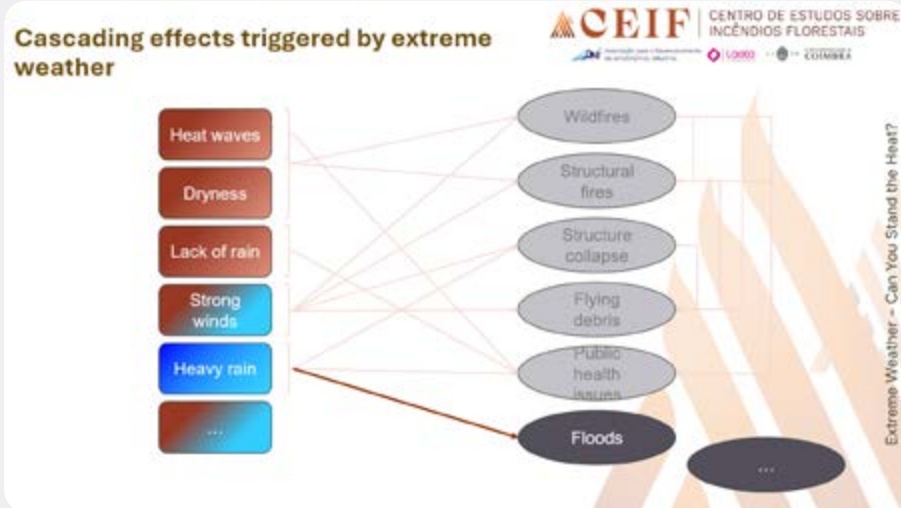 Cascading effects triggered by extreme
weather
CEIF
CENTRO DE ESTUDOS SOBRE
INCÊNDIOS FLORESTAIS
COIMBRA
Heat waves
Dryness
Lack of rain
Strong
winds
Heavy rain
...
Wildfires
Structural
fires
Structure
collapse
Flying
debris
Public
health
issues
Floods
...
Extreme Weather – Can You Stand the Heat?